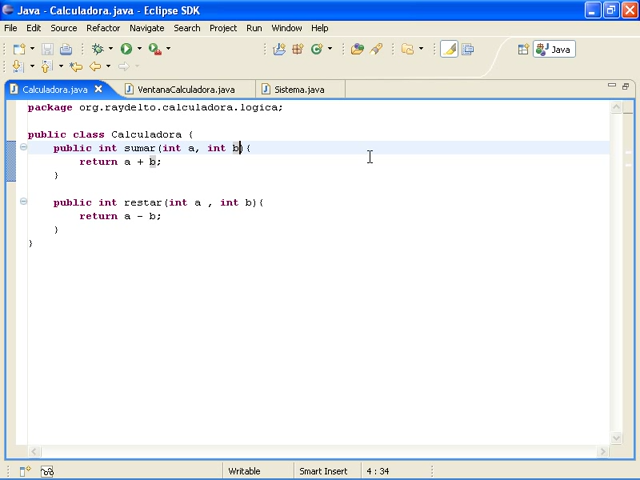 Java - Calculadora.java - Eclipse SDK
File Edit Source Refactor Navigate Search Project Run Window Help
Java
Calculadora.java VentanaCalculadora.java Sistema.java
package org.raydelto.calculadora.logica;
public class Calculadora {
public int sumar(int a, int b){
return a + b;
}
public int restar(int a , int b){
return a - b;
}
}
Writable Smart Insert 4 : 34